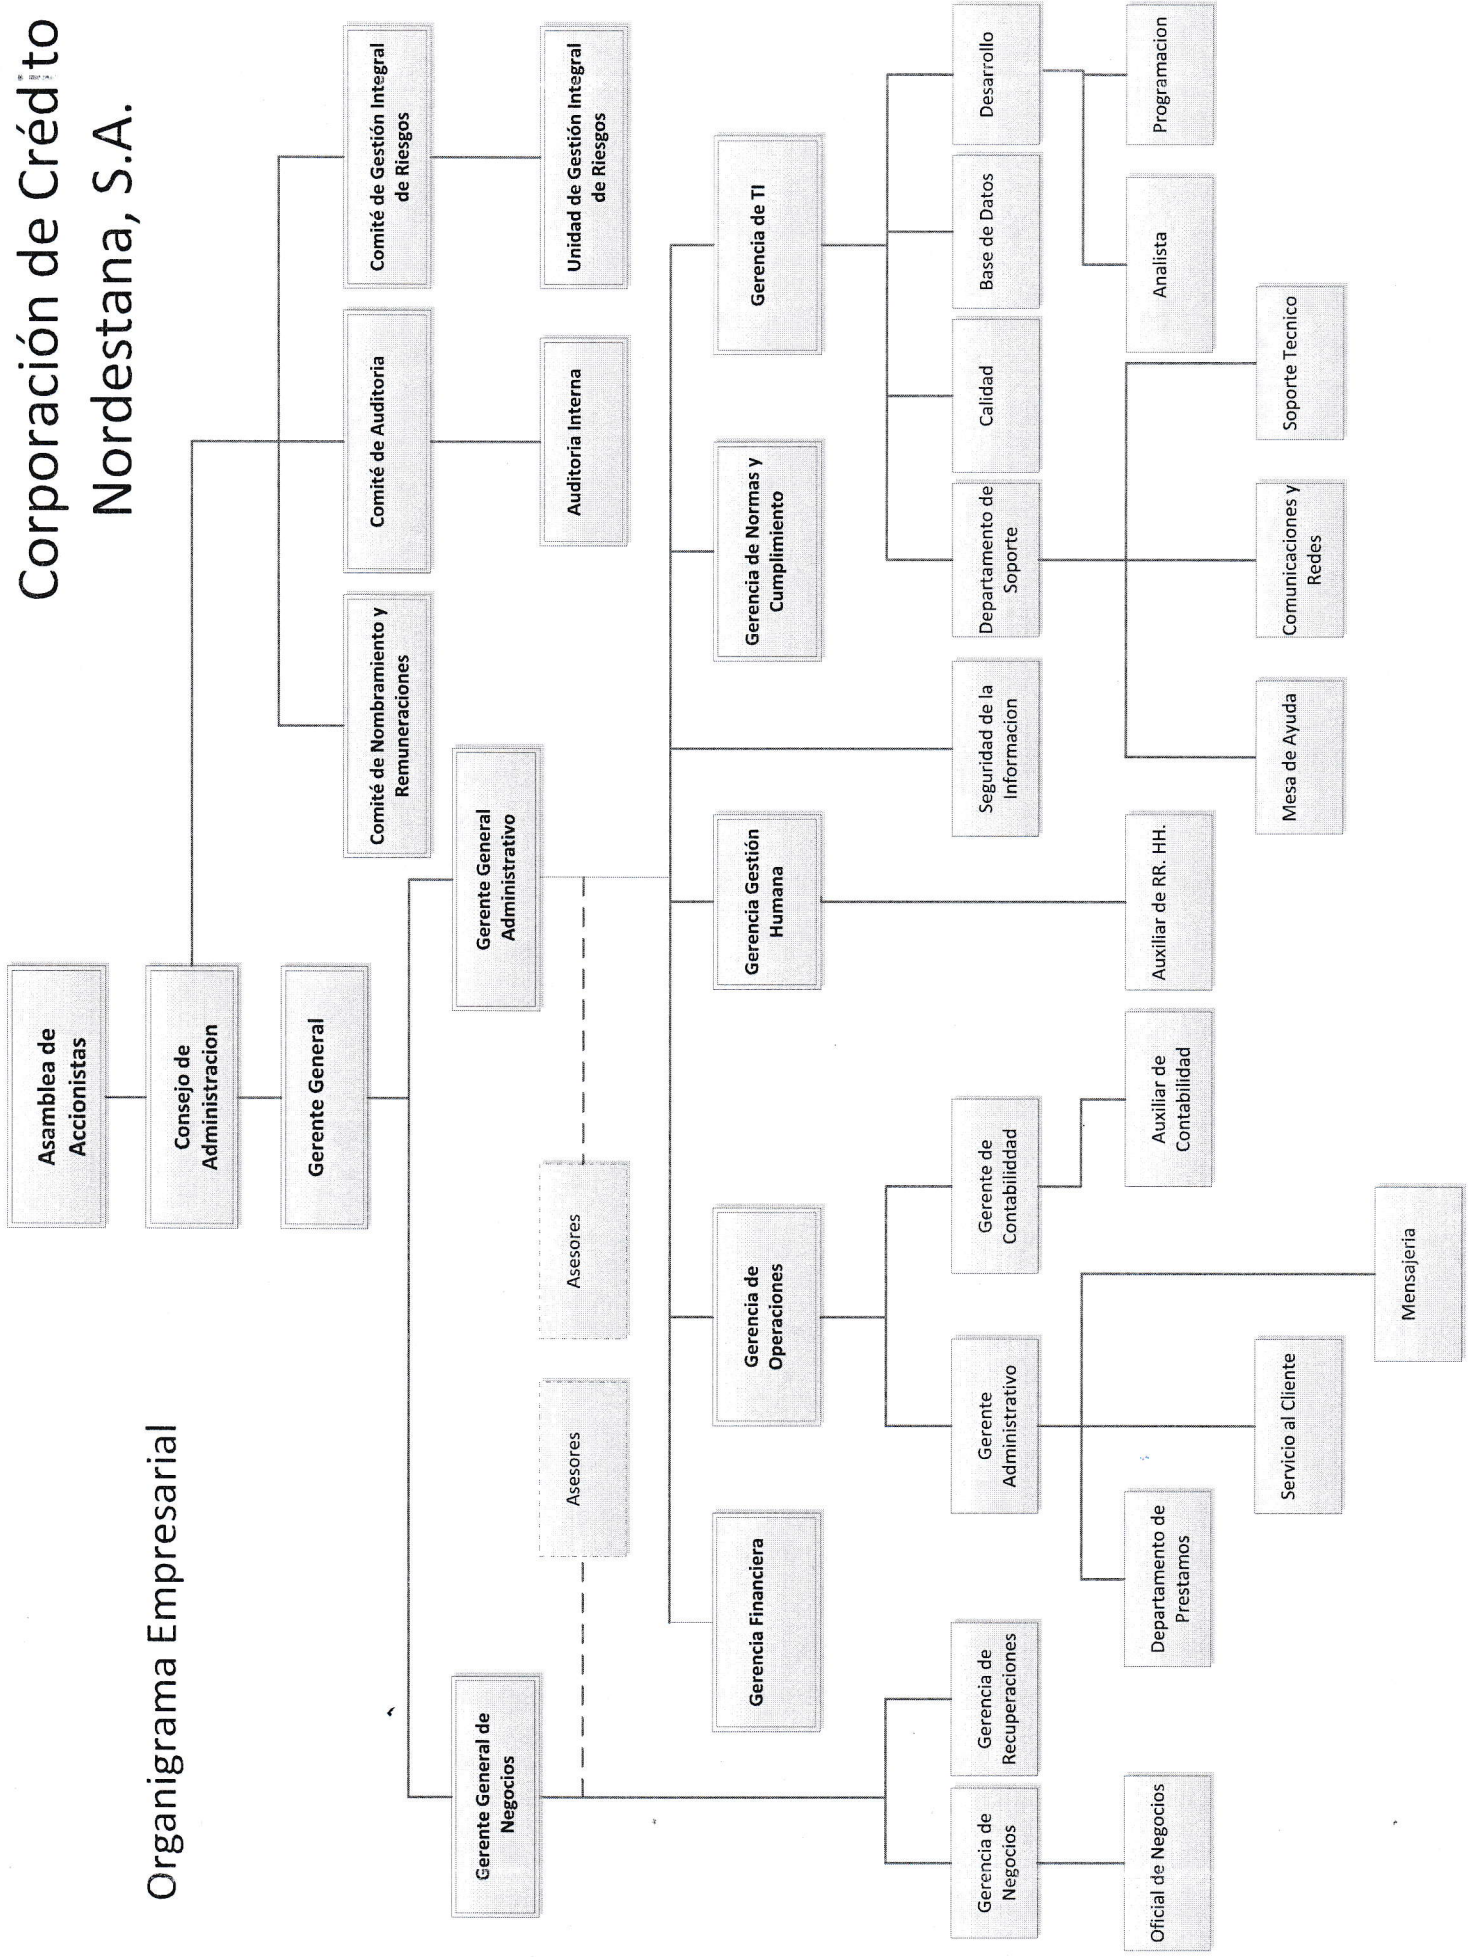 Corporación de Crédito
Nordestana, S.A.
Organigrama Empresarial
Asamblea de
Accionistas
Consejo de
Administracion
Gerente General
Comité de Nombramiento y
Remuneraciones
Comité de Auditoria
Comité de Gestión Integral
de Riesgos
Auditoria Interna
Unidad de Gestión Integral
de Riesgos
Gerente General de
Negocios
Gerente General
Administrativo
Asesores
Asesores
Gerencia Financiera
Gerencia de
Operaciones
Gerencia Gestión
Humana
Gerencia de Normas y
Cumplimiento
Gerencia de TI
Gerencia de
Negocios
Gerencia de
Recuperaciones
Gerente
Administrativo
Gerente de
Contabiliddad
Seguridad de la
Informacion
Departamento de
Soporte
Calidad
Base de Datos
Desarrollo
Oficial de Negocios
Departamento de
Prestamos
Auxiliar de
Contabilidad
Auxiliar de RR. HH.
Analista
Programacion
Servicio al Cliente
Mesa de Ayuda
Comunicaciones y
Redes
Soporte Tecnico
Mensajeria